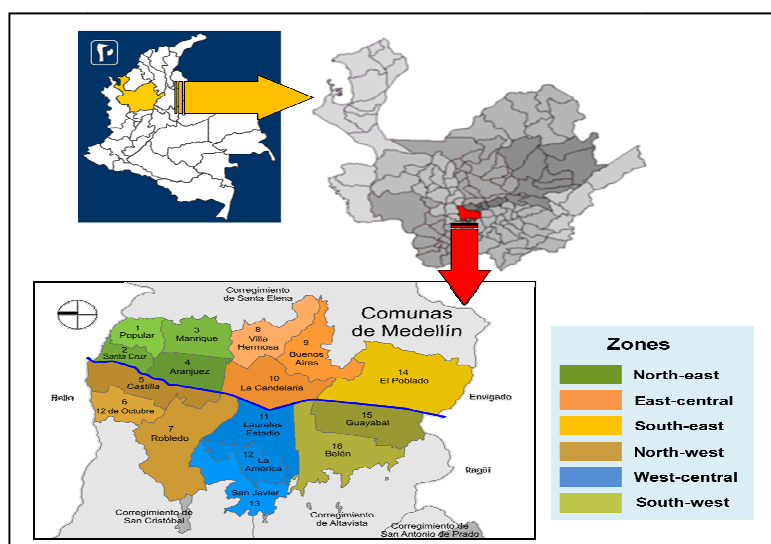 Corregimiento
de Santa Elena
Comunas
de Medellín
1
Popular
2
Santa Cruz
3
Manrique
4
Aranjuez
8
Villa
Hermosa
9
Buenos
Aires
10
La Candelaria
14
El Poblado
5
Castilla
6
12 de Octubre
7
Robledo
11
Laureles
Estadio
12
La
América
San Javier
13
15
Guayabal
16
Belén
Bello
Envigado
Itagüí
Corregimiento de
San Cristóbal
Corregimiento
de Altavista
Corregimiento de
San Antonio de Prado
Zones
North-east
East-central
South-east
North-west
West-central
South-west